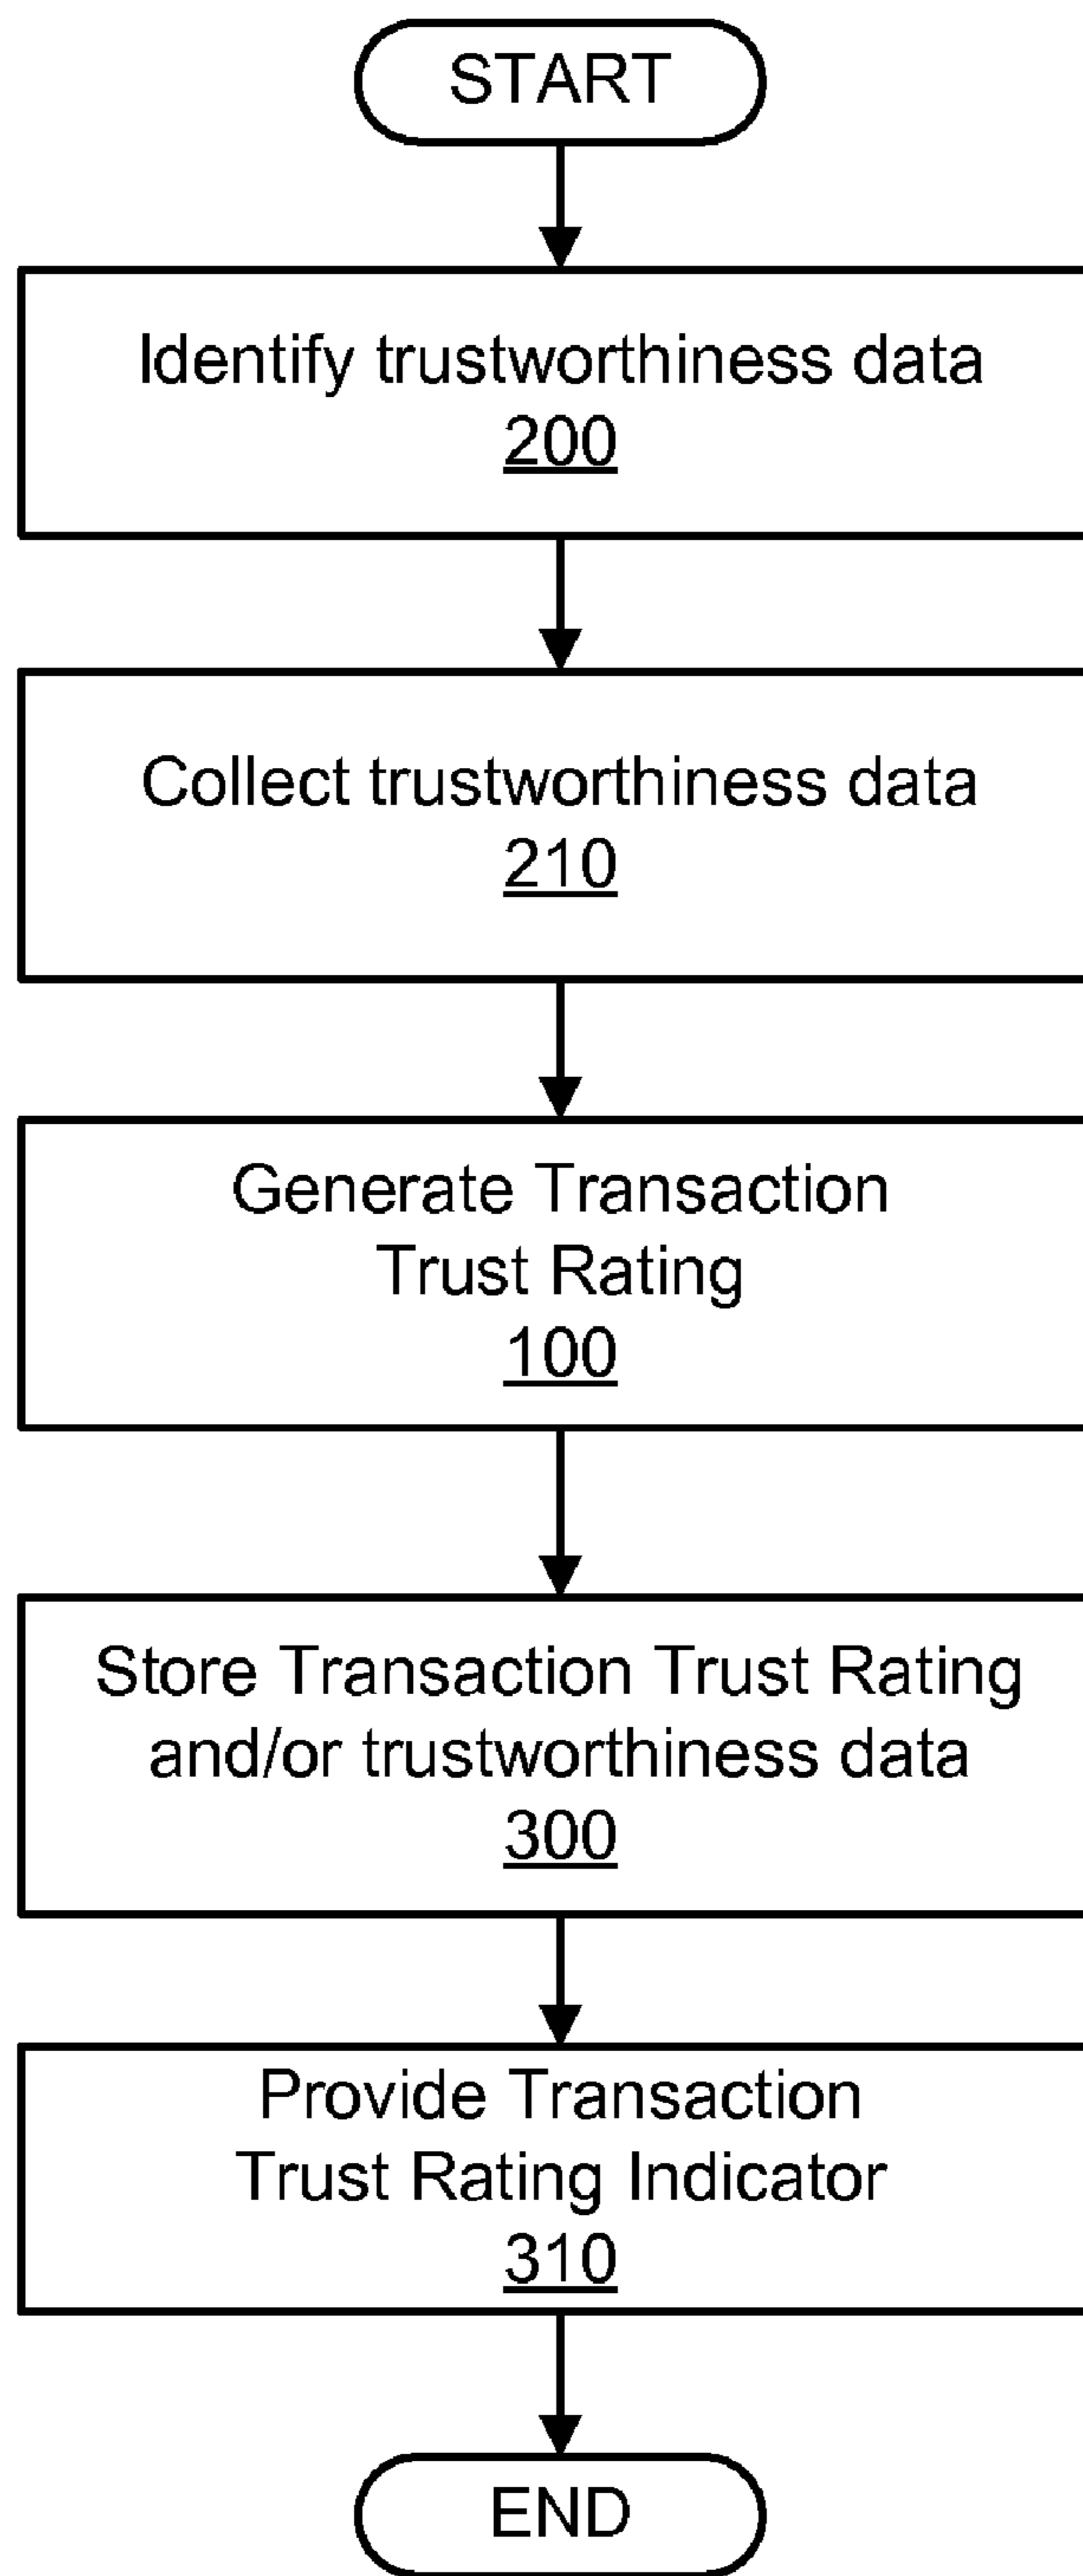 START
Identify trustworthiness data
200
Collect trustworthiness data
210
Generate Transaction
Trust Rating
100
Store Transaction Trust Rating
and/or trustworthiness data
300
Provide Transaction
Trust Rating Indicator
310
END